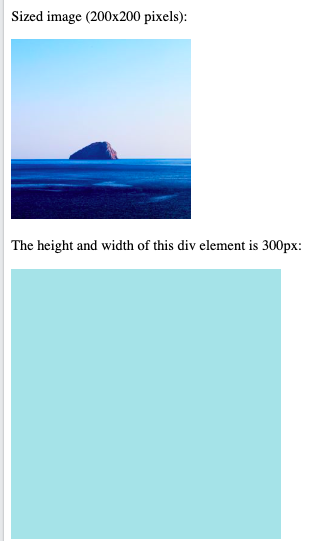 Sized image (200x200 pixels):
The height and width of this div element is 300px: